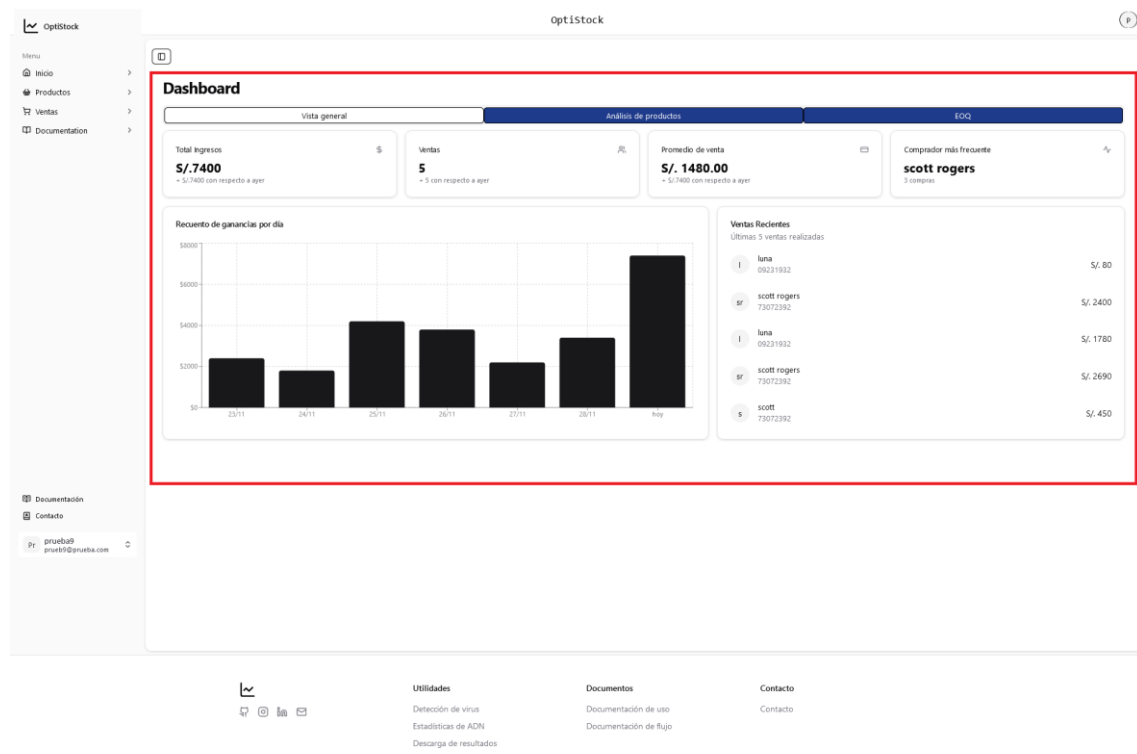 OptiStock
OptiStock
P
Menu
Inicio
Productos
Ventas
Documentation
Dashboard
Vista general
Análisis de productos
EOQ
Total Ingresos
S/.7400
+ S/.7400 con respecto a ayer
Ventas
5
+ 5 con respecto a ayer
Promedio de venta
S/. 1480.00
+ S/.7400 con respecto a ayer
Comprador más frecuente
scott rogers
3 compras
Recuento de ganancias por día
$8000
$6000
$4000
$2000
$0
23/11
24/11
25/11
26/11
27/11
28/11
hoy
Ventas Recientes
Últimas 5 ventas realizadas
l
luna
09231932
S/. 80
sr
scott rogers
73072392
S/. 2400
l
luna
09231932
S/. 1780
sr
scott rogers
73072392
S/. 2690
s
scott
73072392
S/. 450
Documentación
Contacto
Pr
prueba9
prueb9@prueba.com
Utilidades
Detección de virus
Estadísticas de ADN
Descarga de resultados
Documentos
Documentación de uso
Documentación de flujo
Contacto
Contacto